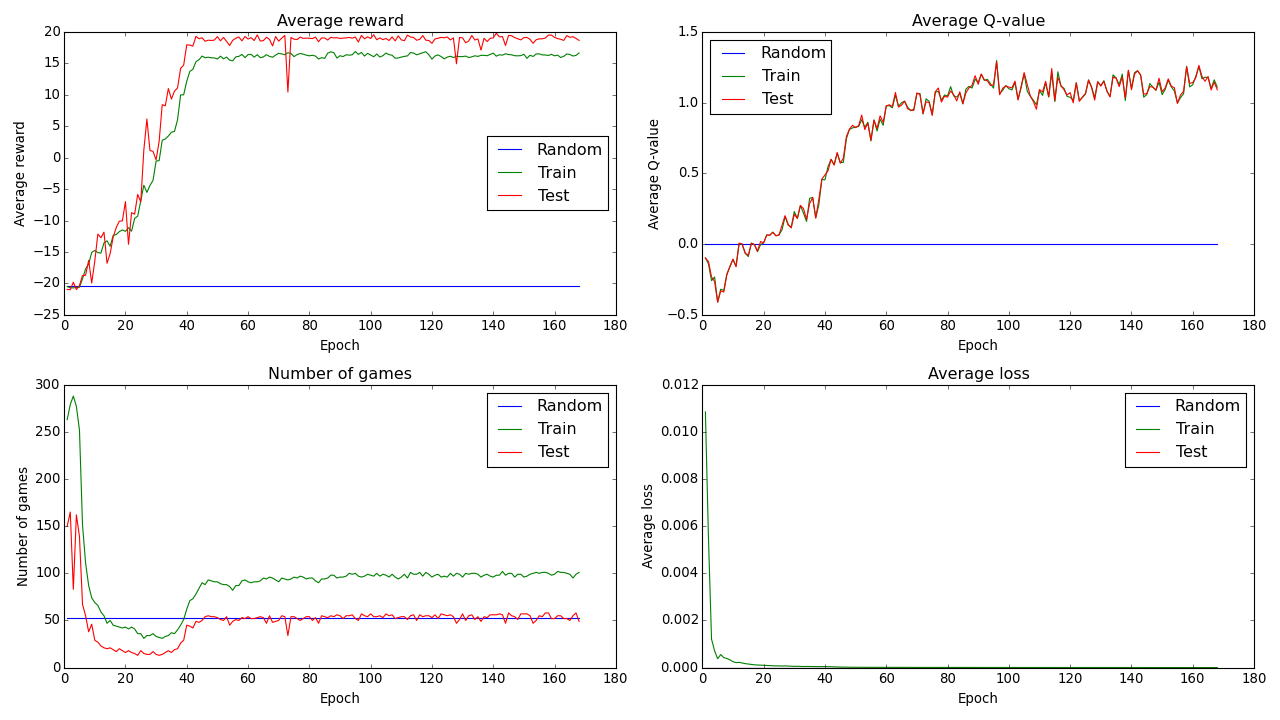 Average reward
20
15
10
5
0
−5
−10
−15
−20
−25
Average reward
Random
Train
Test
0 20 40 60 80 100 120 140 160 180
Epoch
Average Q-value
1.5
1.0
0.5
0.0
−0.5
Average Q-value
Random
Train
Test
0 20 40 60 80 100 120 140 160 180
Epoch
Number of games
300
250
200
150
100
50
0
Number of games
Random
Train
Test
0 20 40 60 80 100 120 140 160 180
Epoch
Average loss
0.012
0.010
0.008
0.006
0.004
0.002
0.000
Average loss
Random
Train
Test
0 20 40 60 80 100 120 140 160 180
Epoch